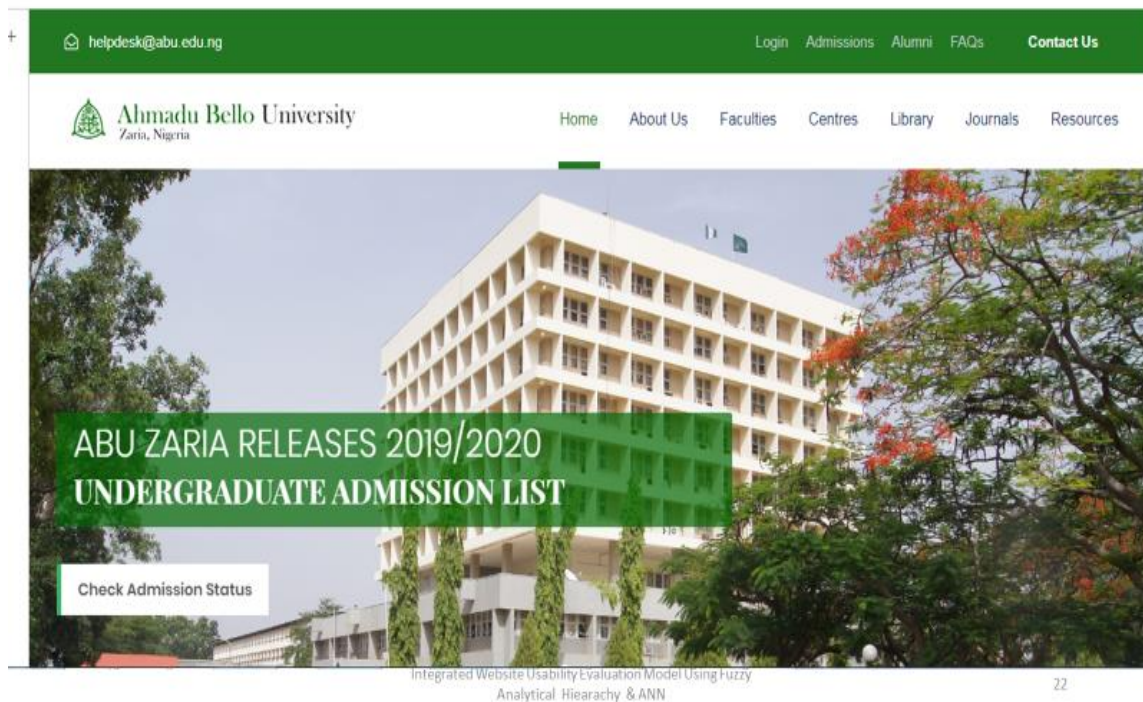 +
helpdesk@abu.edu.ng
Login Admissions Alumni FAQs Contact Us
Ahmadu Bello University
Zaria, Nigeria
Home About Us Faculties Centres Library Journals Resources
ABU ZARIA RELEASES 2019/2020
UNDERGRADUATE ADMISSION LIST
Check Admission Status
Integrated Website Usability Evaluation Model Using Fuzzy
Analytical Hiearachy & ANN
22